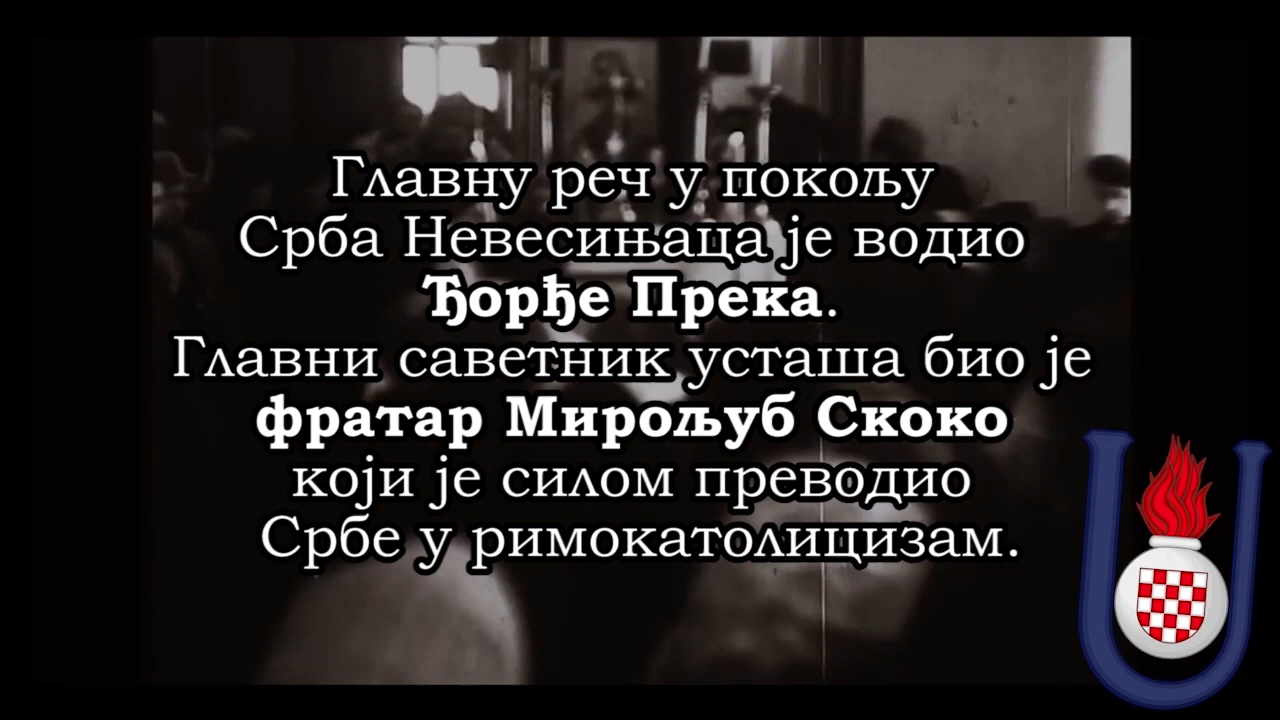 Главну реч у покољу
Срба Невесињаца је водио
Ђорђе Прека.
Главни саветник усташа био је
фратар Мирољуб Скоко
који је силом преводио
Србе у римокатолицизам.
U